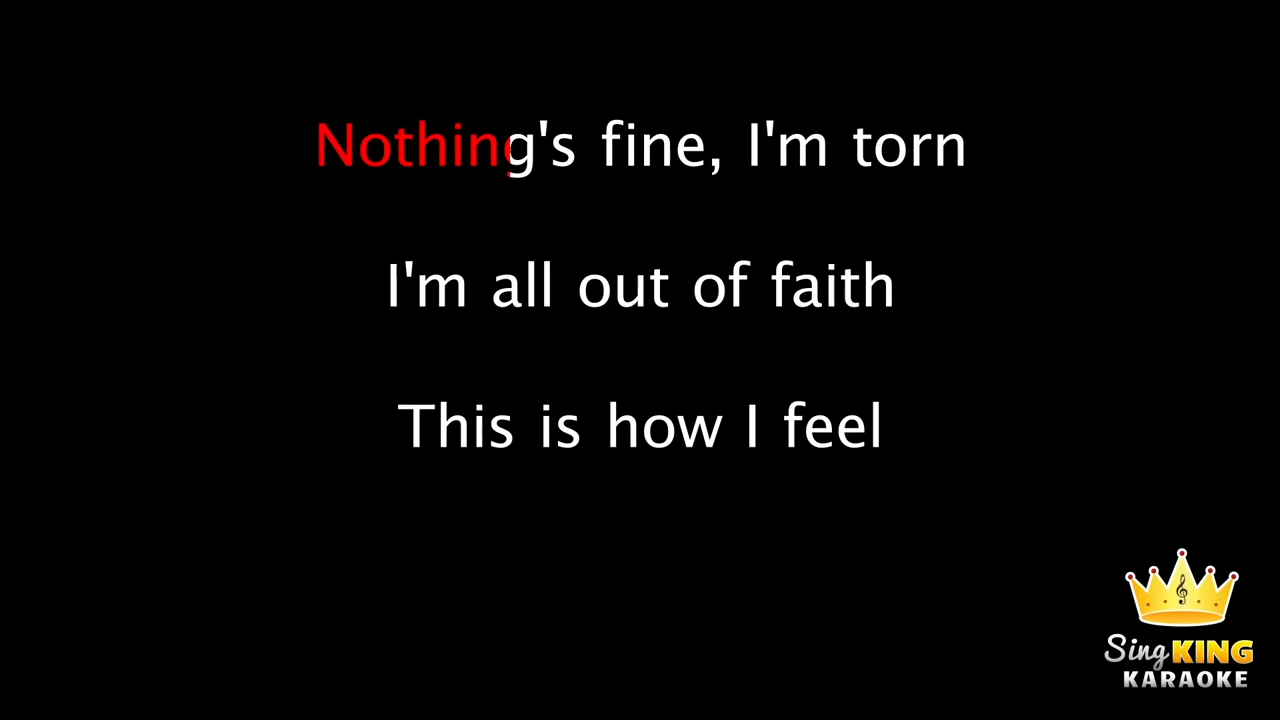 Nothing's fine, I'm torn
I'm all out of faith
This is how I feel
Sing KING
KARAOKE